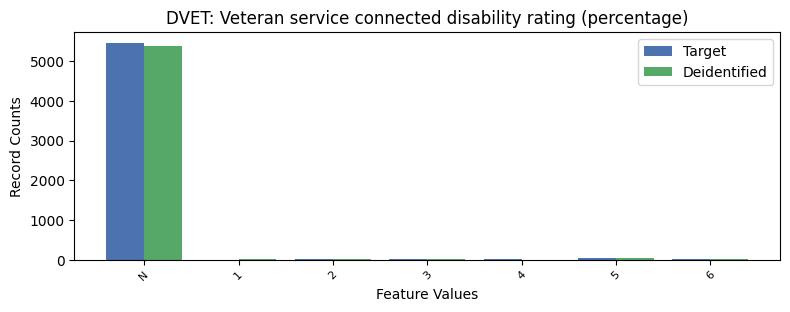 DVET: Veteran service connected disability rating (percentage)
Target
Deidentified
Record Counts
5000
4000
3000
2000
1000
0
N 1 2 3 4 5 6
Feature Values